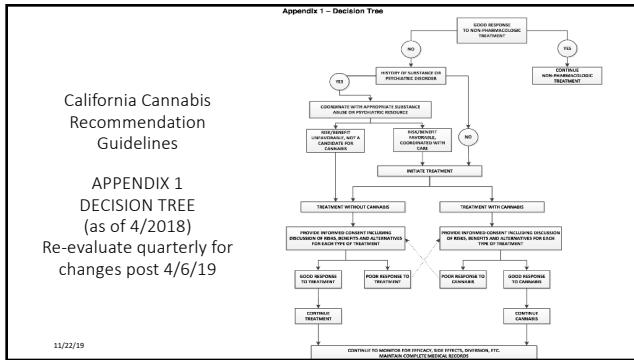 Appendix 1 – Decision Tree
California Cannabis
Recommendation
Guidelines
APPENDIX 1
DECISION TREE
(as of 4/2018)
Re-evaluate quarterly for
changes post 4/6/19
11/22/19
GOOD RESPONSE
TO NON-PHARMACOLOGIC
TREATMENT
NO
YES
HISTORY OF SUBSTANCE OR
PSYCHIATRIC DISORDER
CONTINUE
NON-PHARMACOLOGIC
TREATMENT
YES
COORDINATE WITH APPROPRIATE SUBSTANCE
ABUSE OR PSYCHIATRIC RESOURCE
RISK/BENEFIT
UNFAVORABLE, NOT A
CANDIDATE FOR
CANNABIS
RISK/BENEFIT
FAVORABLE,
COORDINATED WITH
CARE
NO
INITIATE TREATMENT
TREATMENT WITHOUT CANNABIS
TREATMENT WITH CANNABIS
PROVIDE INFORMED CONSENT INCLUDING
DISCUSSION OF RISKS, BENEFITS AND ALTERNATIVES
FOR EACH TYPE OF TREATMENT
PROVIDE INFORMED CONSENT INCLUDING DISCUSSION
OF RISKS, BENEFITS AND ALTERNATIVES FOR EACH
TYPE OF TREATMENT
GOOD RESPONSE
TO TREATMENT
POOR RESPONSE TO
TREATMENT
POOR RESPONSE TO
CANNABIS
GOOD RESPONSE
TO CANNABIS
CONTINUE
TREATMENT
CONTINUE
CANNABIS
CONTINUE TO MONITOR FOR EFFICACY, SIDE EFFECTS, DIVERSION, ETC.
MAINTAIN COMPLETE MEDICAL RECORDS